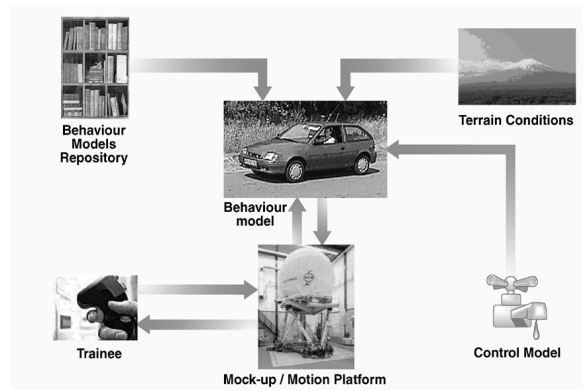 Behaviour
Models
Repository
Terrain Conditions
Behaviour
model
Trainee
Mock-up / Motion Platform
Control Model